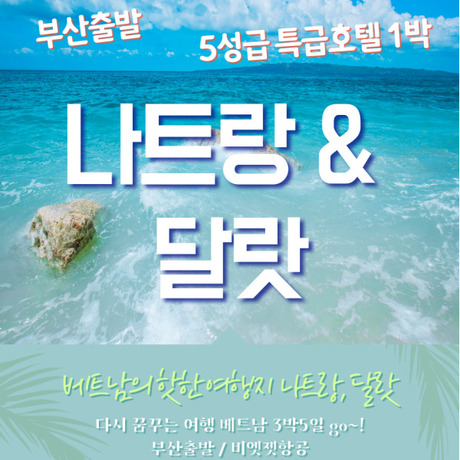 부산출발
5성급 특급호텔 1박
나트랑 &
달랏
베트남의 핫한 여행지 나트랑, 달랏
다시 꿈꾸는 여행 베트남 3박5일 go~!
부산출발 / 비엣젯항공